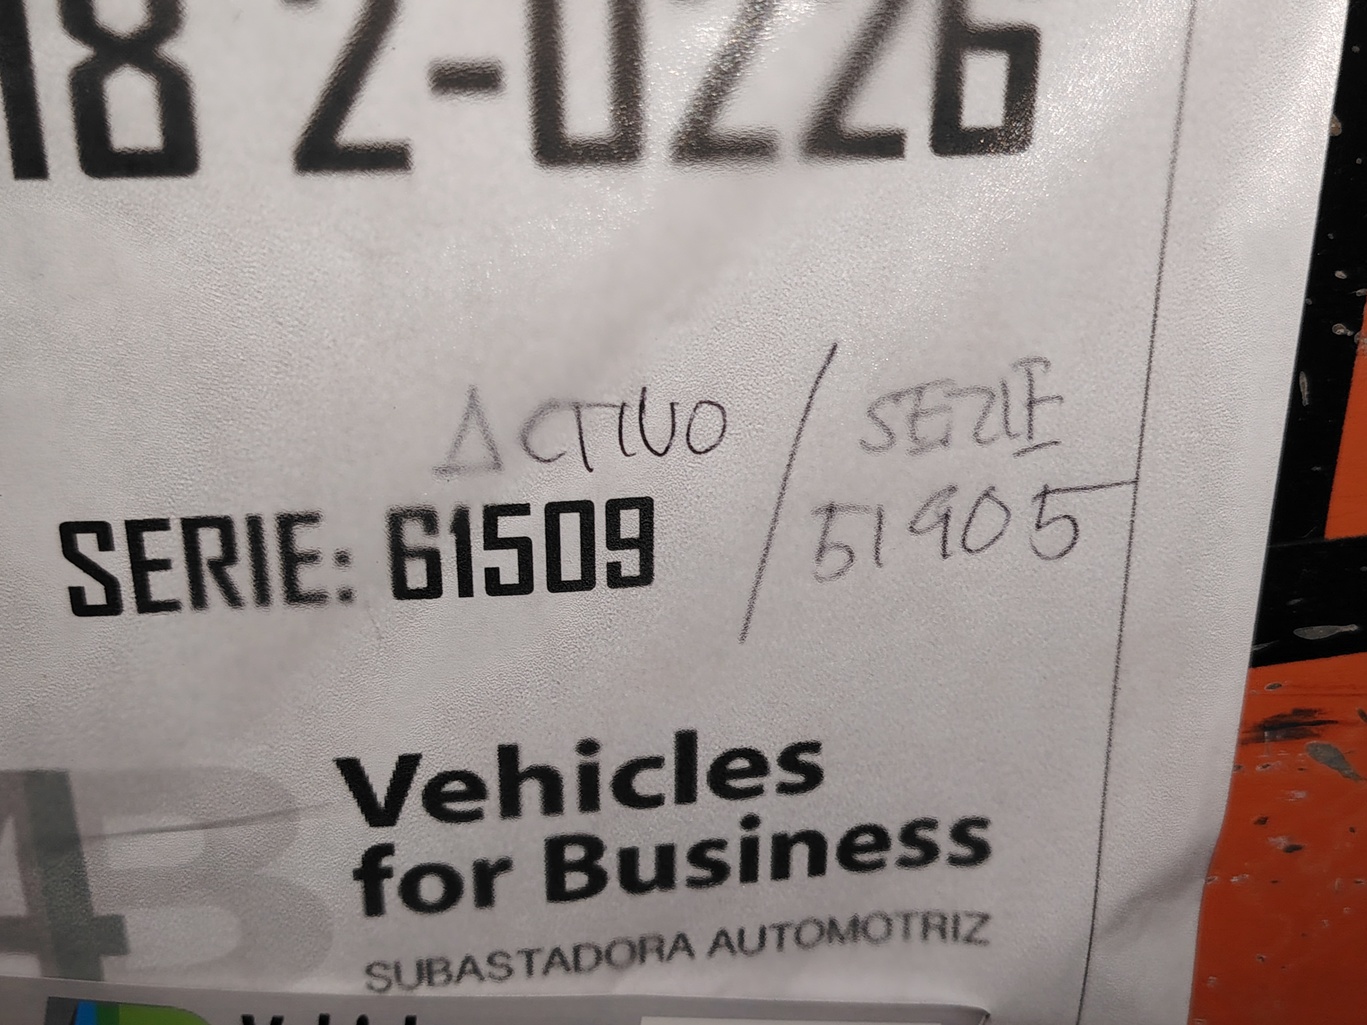 18 2-0226
ACTIVO / SERIE
SERIE: 61509 / 51905
Vehicles
for Business
SUBASTADORA AUTOMOTRIZ